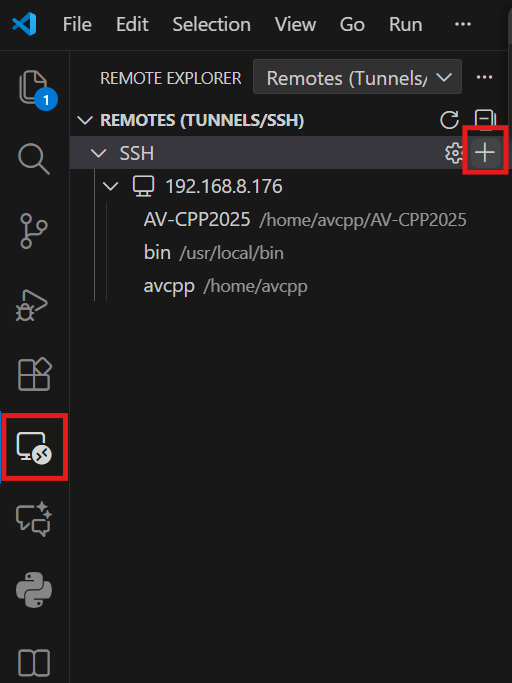 File Edit Selection View Go Run ···
REMOTE EXPLORER Remotes (Tunnels/ ···
1
REMOTES (TUNNELS/SSH)
SSH
192.168.8.176
AV-CPP2025 /home/avcpp/AV-CPP2025
bin /usr/local/bin
avcpp /home/avcpp